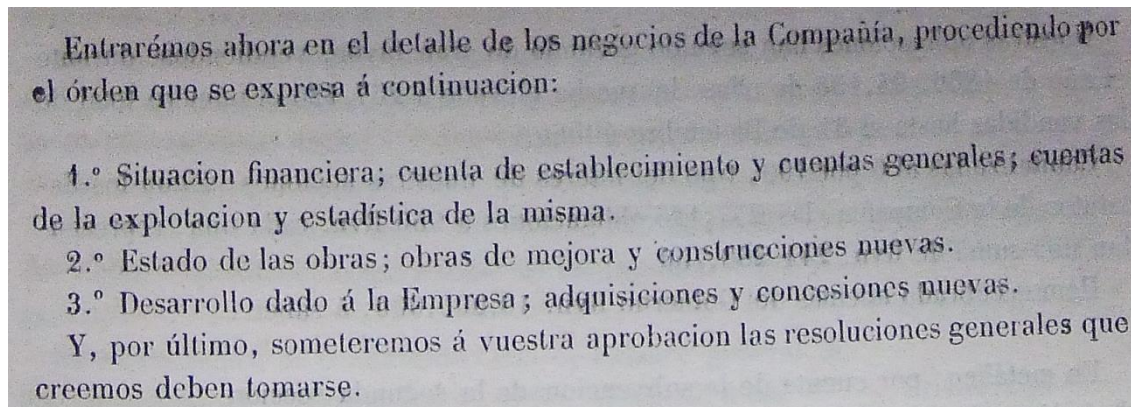 Entrarémos ahora en el detalle de los negocios de la Compañía, procediendo por
el órden que se expresa á continuacion:
1.º Situacion financiera; cuenta de establecimiento y cuentas generales; cuentas
de la explotacion y estadística de la misma.
2.º Estado de las obras; obras de mejora y construcciones nuevas.
3.º Desarrollo dado á la Empresa; adquisiciones y concesiones nuevas.
Y, por último, someteremos á vuestra aprobacion las resoluciones generales que
creemos deben tomarse.